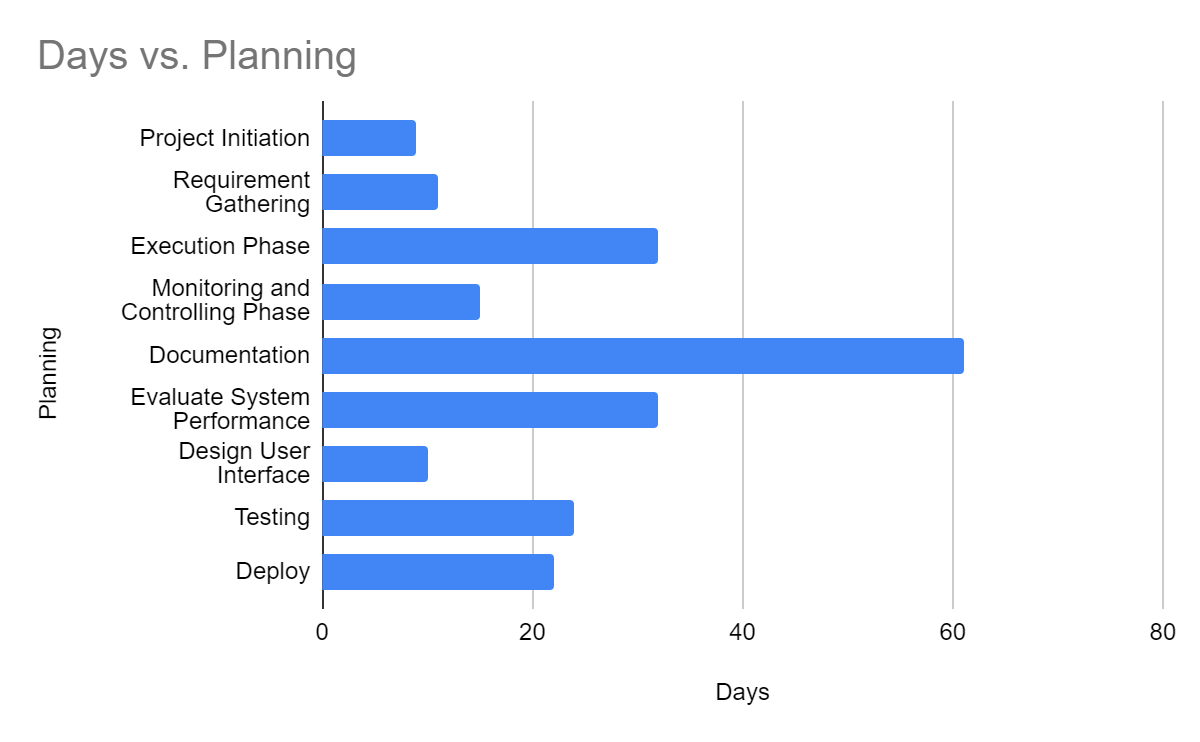 Days vs. Planning
Project Initiation
Requirement
Gathering
Execution Phase
Monitoring and
Controlling Phase
Documentation
Evaluate System
Performance
Design User
Interface
Testing
Deploy
Planning
0 20 40 60 80
Days